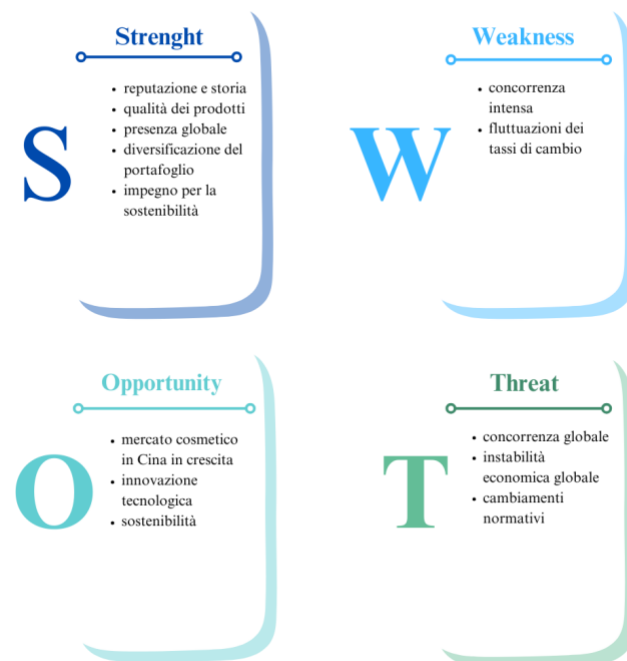 Strenght
S
• reputazione e storia
• qualità dei prodotti
• presenza globale
• diversificazione del
portafoglio
• impegno per la
sostenibilità
Weakness
W
• concorrenza
intensa
• fluttuazioni dei
tassi di cambio
Opportunity
O
• mercato cosmetico
in Cina in crescita
• innovazione
tecnologica
• sostenibilità
Threat
T
• concorrenza globale
• instabilità
economica globale
• cambiamenti
normativi